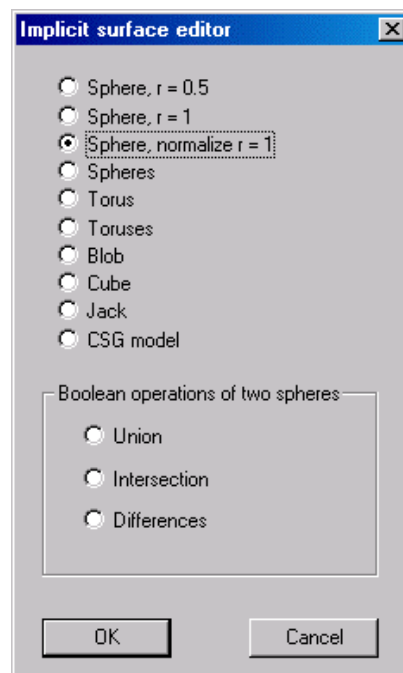 Implicit surface editor
Sphere, r = 0.5
Sphere, r = 1
Sphere, normalize r = 1
Spheres
Torus
Toruses
Blob
Cube
Jack
CSG model
Boolean operations of two spheres
Union
Intersection
Differences
OK
Cancel